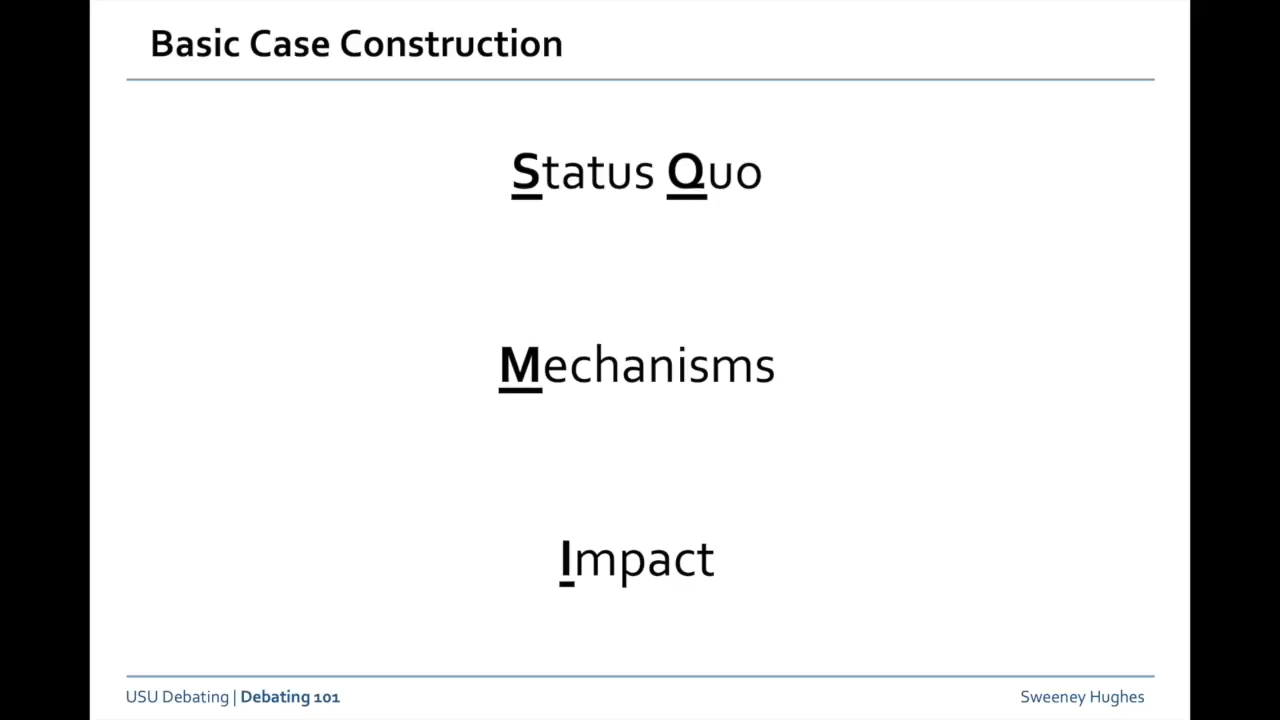 Basic Case Construction
Status Quo
Mechanisms
Impact
USU Debating | Debating 101
Sweeney Hughes